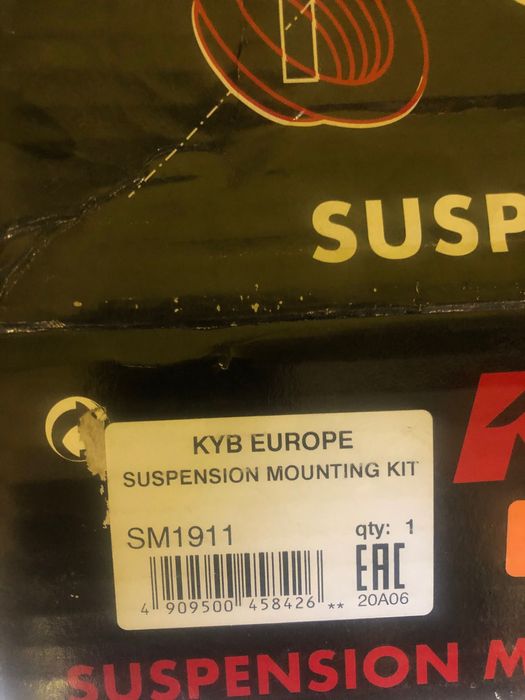 SUSP
KYB EUROPE
SUSPENSION MOUNTING KIT
SM1911
qty: 1
EAC
4 909500 458426 **
20A06
SUSPENSION M